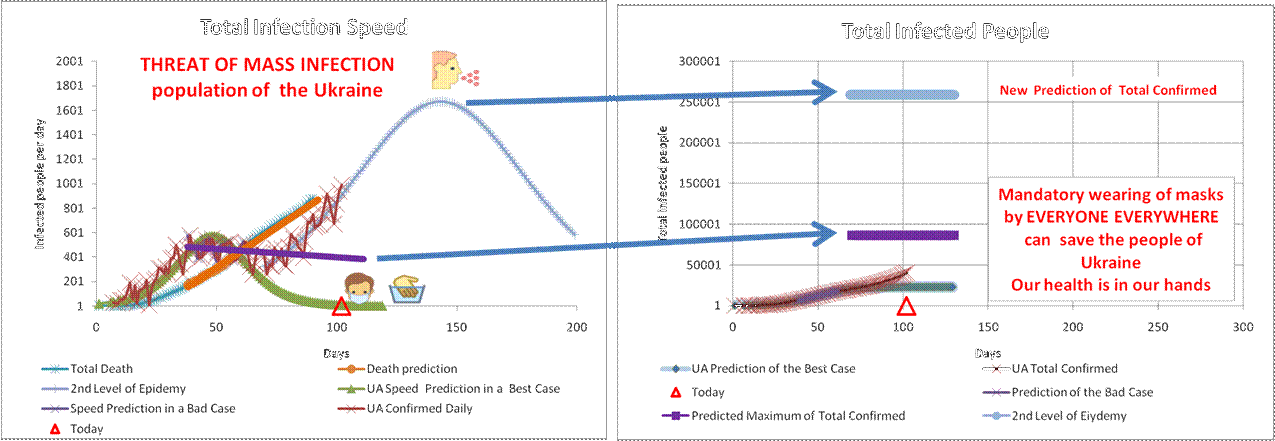 Total Infection Speed
THREAT OF MASS INFECTION
population of the Ukraine
Infected people per day
2001
1801
1601
1401
1201
1001
801
601
401
201
1
0
50
100
150
200
Days
Total Death
Death prediction
2nd Level of Epidemy
UA Speed Prediction in a Best Case
Speed Prediction in a Bad Case
UA Confirmed Daily
Today
Total Infected People
Total Infected people
300001
250001
200001
150001
100001
50001
1
0
50
100
150
200
250
300
Days
New Prediction of Total Confirmed
Mandatory wearing of masks
by EVERYONE EVERYWHERE
can save the people of
Ukraine
Our health is in our hands
UA Prediction of the Best Case
UA Total Confirmed
Today
Prediction of the Bad Case
Predicted Maximum of Total Confirmed
2nd Level of Eiydemy